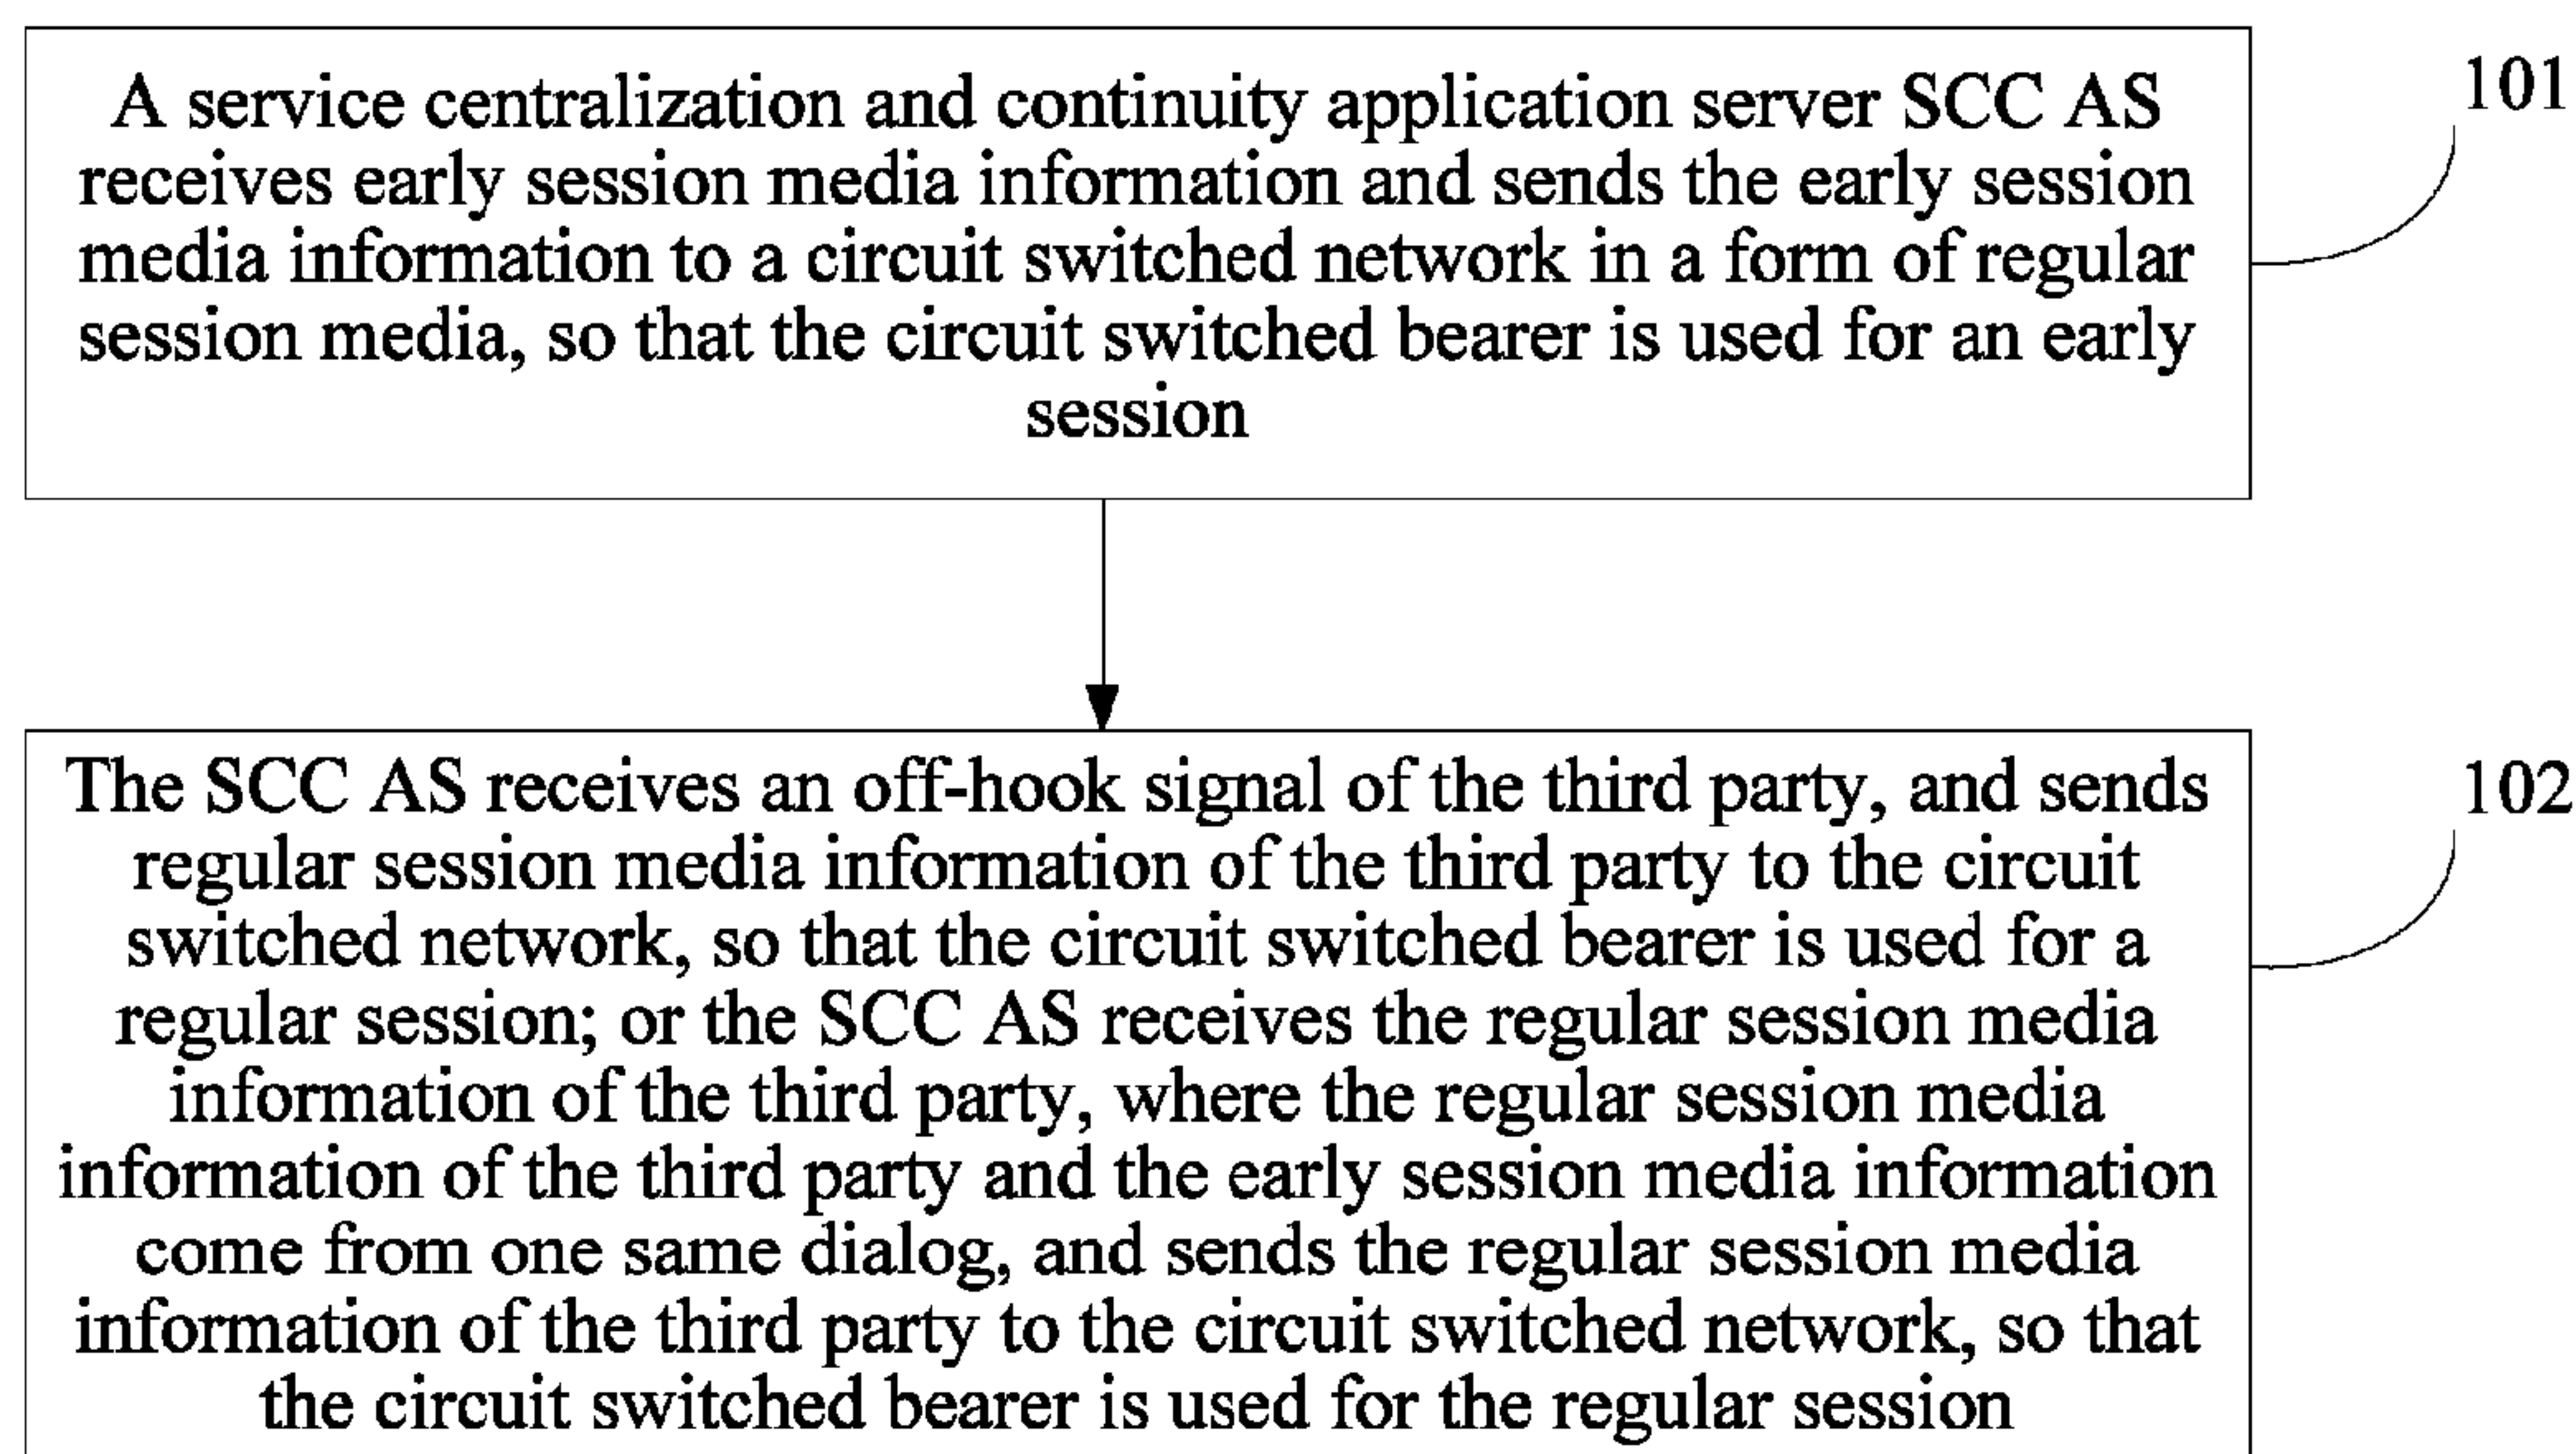 A service centralization and continuity application server SCC AS
receives early session media information and sends the early session
media information to a circuit switched network in a form of regular
session media, so that the circuit switched bearer is used for an early
session
101
The SCC AS receives an off-hook signal of the third party, and sends
regular session media information of the third party to the circuit
switched network, so that the circuit switched bearer is used for a
regular session; or the SCC AS receives the regular session media
information of the third party, where the regular session media
information of the third party and the early session media information
come from one same dialog, and sends the regular session media
information of the third party to the circuit switched network, so that
the circuit switched bearer is used for the regular session
102